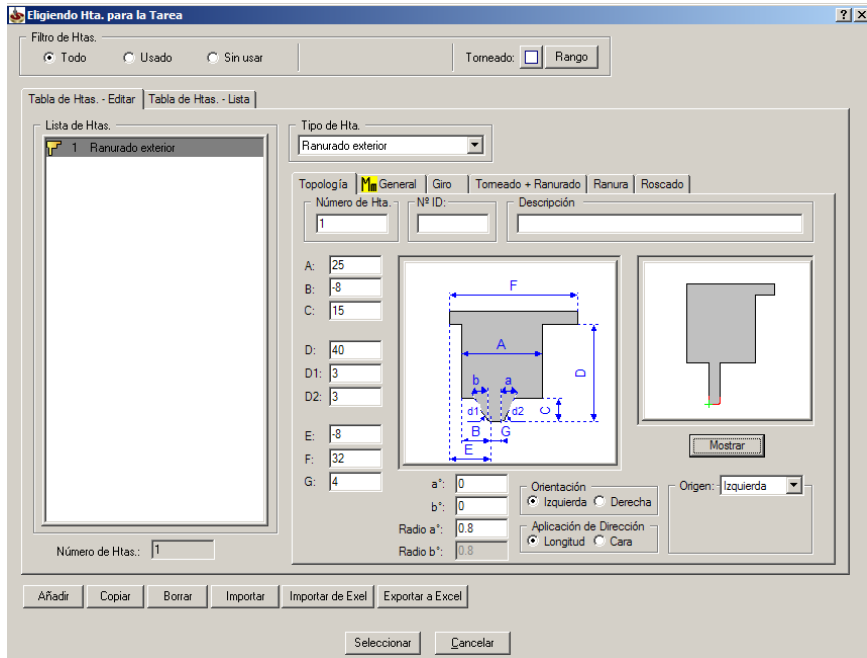 Eligiendo Hta. para la Tarea
Filtro de Htas.
Todo Usado Sin usar Torneado: Rango
Tabla de Htas. - Editar Tabla de Htas. - Lista
Lista de Htas.
1 Ranurado exterior
Tipo de Hta.
Ranurado exterior
Topología General Giro Torneado + Ranurado Ranura Roscado
Número de Hta. Nº ID: Descripción
1
A: 25
B: -8
C: 15
D: 40
D1: 3
D2: 3
E: -8
F: 32
G: 4
F
A
D
b a
d1 d2 C
B G
E
Mostrar
a°: 0
b°: 0
Radio a°: 0.8
Radio b°: 0.8
Orientación
Izquierda Derecha
Aplicación de Dirección
Longitud Cara
Origen: Izquierda
Número de Htas.: 1
Añadir Copiar Borrar Importar Importar de Exel Exportar a Excel
Seleccionar Cancelar